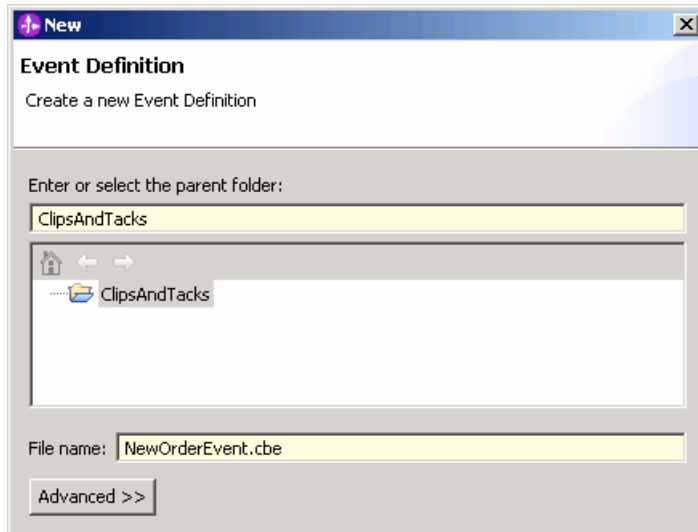 New
Event Definition
Create a new Event Definition
Enter or select the parent folder:
ClipsAndTacks
ClipsAndTacks
File name: NewOrderEvent.cbe
Advanced >>